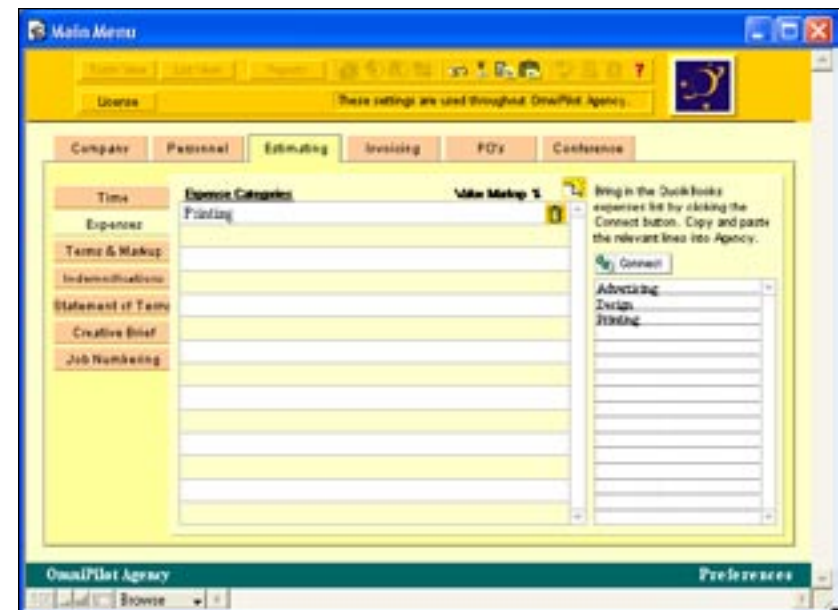 Main Menu
List View
License
These settings are used throughout OmniPilot Agency.
Company Personnel Estimating Invoicing PO's Conference
Time
Expenses
Terms & Markup
Indemnifications
Statement of Terms
Creative Brief
Job Numbering
Expense Categories Value Markup %
Printing
Bring in the QuickBooks
expenses list by clicking the
Connect button. Copy and paste
the relevant lines into Agency.
Connect
Advertising
Design
Printing
OmniPilot Agency Preferences
Browse